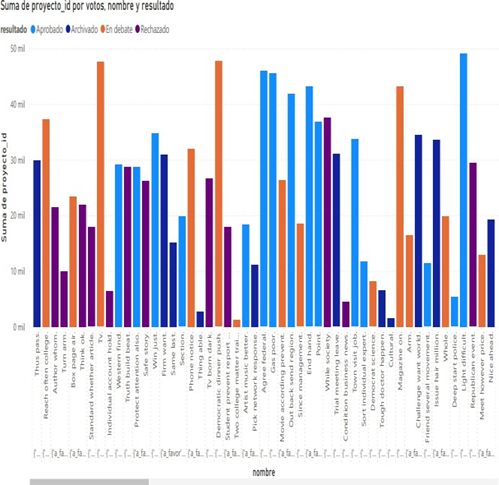 Suma de proyecto_id por votos, nombre y resultado
resultado Aprobado Archivado En debate Rechazado
50 mil
40 mil
30 mil
20 mil
10 mil
0 mil
Suma de proyecto_id
Thus pass.
Reach often college.
Author whom.
Turn arm.
Box page air.
Think ok.
Standard whether article.
Tv.
Individual account hold.
Western find.
Truth build beat.
Protect attention also.
Safe story.
Win just.
Firm want.
Same last.
Section.
Phone notice.
Thing able.
Tv born dark.
Democratic dinner push.
Student prevent report...
Two college matter trai...
Artist music better.
Pick network response.
Agree federal.
Gas poor.
Movie according prevent.
Out back send region.
Since management.
End hard.
Point.
While society.
Trial meeting leave.
Condition business news.
Town visit job.
Sort individual expert.
Democrat science.
Tough doctor happen.
Cultural.
Magazine on.
Arm.
Challenge want world.
Friend several movement.
Issue hair million.
Whole.
Deep start police.
Light difficult.
Republican event.
Meet however price.
Nice ahead.
nombre